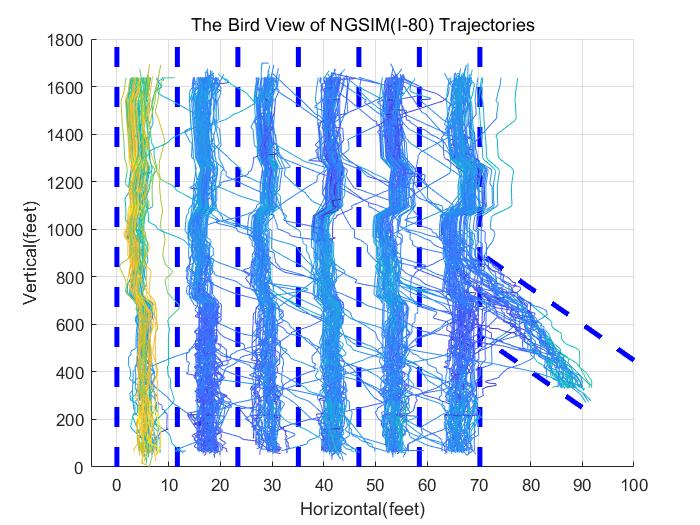 The Bird View of NGSIM(I-80) Trajectories
1800
1600
1400
1200
1000
800
600
400
200
0
Vertical(feet)
0 10 20 30 40 50 60 70 80 90 100
Horizontal(feet)